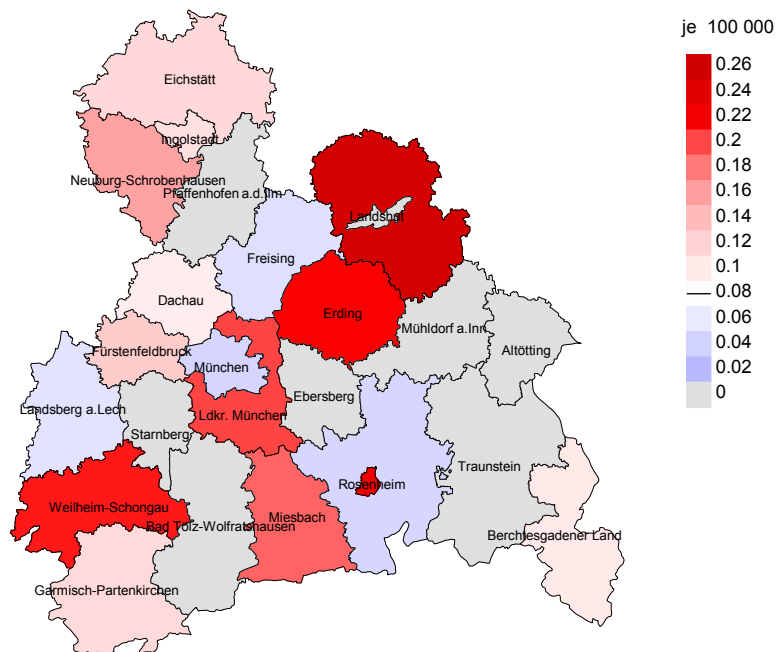 je 100 000
0.26
0.24
0.22
0.2
0.18
0.16
0.14
0.12
0.1
0.08
0.06
0.04
0.02
0
Eichstätt
Ingolstadt
Neuburg-Schrobenhausen
Pfaffenhofen a.d.Ilm
Landshut
Freising
Dachau
Erding
Mühldorf a.Inn
Altötting
Fürstenfeldbruck
München
Ebersberg
Landsberg a.Lech
Ldkr. München
Starnberg
Traunstein
Rosenheim
Weilheim-Schongau
Miesbach
Bad Tölz-Wolfratshausen
Berchtesgadener Land
Garmisch-Partenkirchen